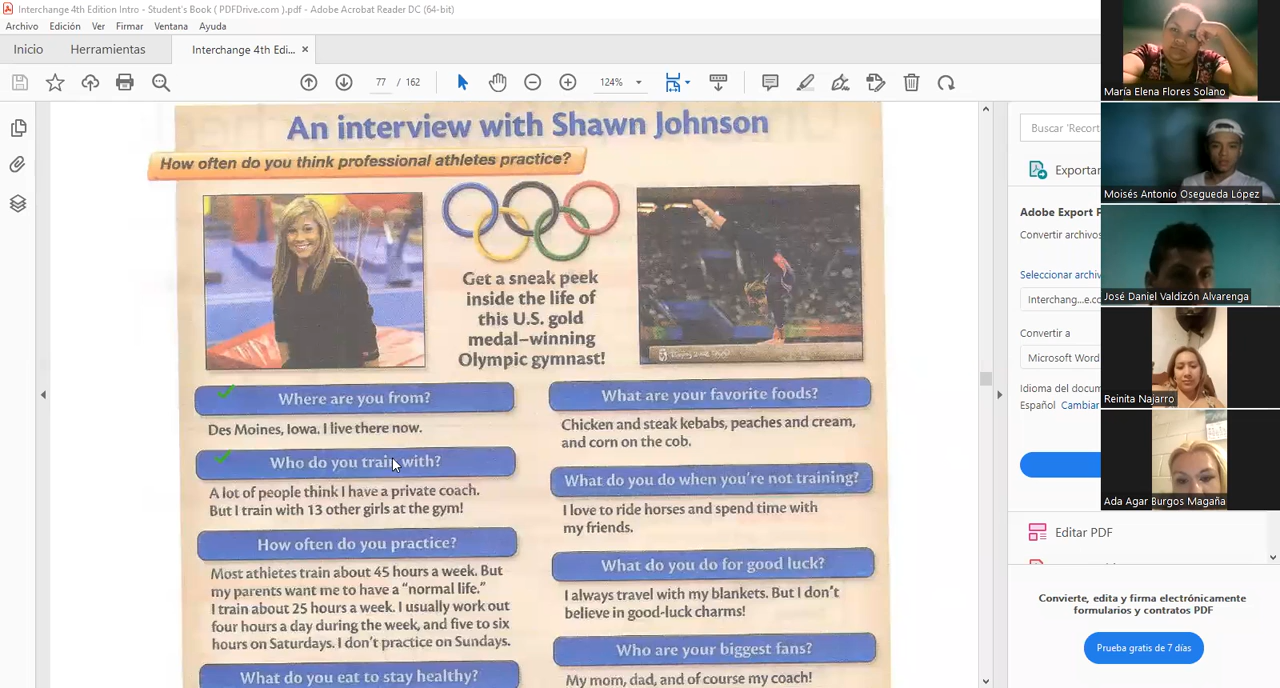 Interchange 4th Edition Intro - Student's Book ( PDFDrive.com ).pdf - Adobe Acrobat Reader DC (64-bit)
Archivo Edición Ver Firmar Ventana Ayuda
Inicio Herramientas Interchange 4th Edi... ×
77 / 162 124%
An interview with Shawn Johnson
How often do you think professional athletes practice?
Get a sneak peek
inside the life of
this U.S. gold
medal–winning
Olympic gymnast!
Where are you from?
Des Moines, Iowa. I live there now.
Who do you train with?
A lot of people think I have a private coach.
But I train with 13 other girls at the gym!
How often do you practice?
Most athletes train about 45 hours a week. But
my parents want me to have a “normal life.”
I train about 25 hours a week. I usually work out
four hours a day during the week, and five to six
hours on Saturdays. I don't practice on Sundays.
What do you eat to stay healthy?
What are your favorite foods?
Chicken and steak kebabs, peaches and cream,
and corn on the cob.
What do you do when you're not training?
I love to ride horses and spend time with
my friends.
What do you do for good luck?
I always travel with my blankets. But I don't
believe in good-luck charms!
Who are your biggest fans?
My mom, dad, and of course my coach!
Buscar 'Recort
Exportar
Adobe Export P
Convertir archivos
Seleccionar archiv
Interchang...e.co
Convertir a
Microsoft Word
Idioma del docum
Español Cambiar
Editar PDF
Convierte, edita y firma electrónicamente
formularios y contratos PDF
Prueba gratis de 7 días
María Elena Flores Solano
Moisés Antonio Osegueda López
José Daniel Valdizón Alvarenga
Reinita Najarro
Ada Agar Burgos Magaña